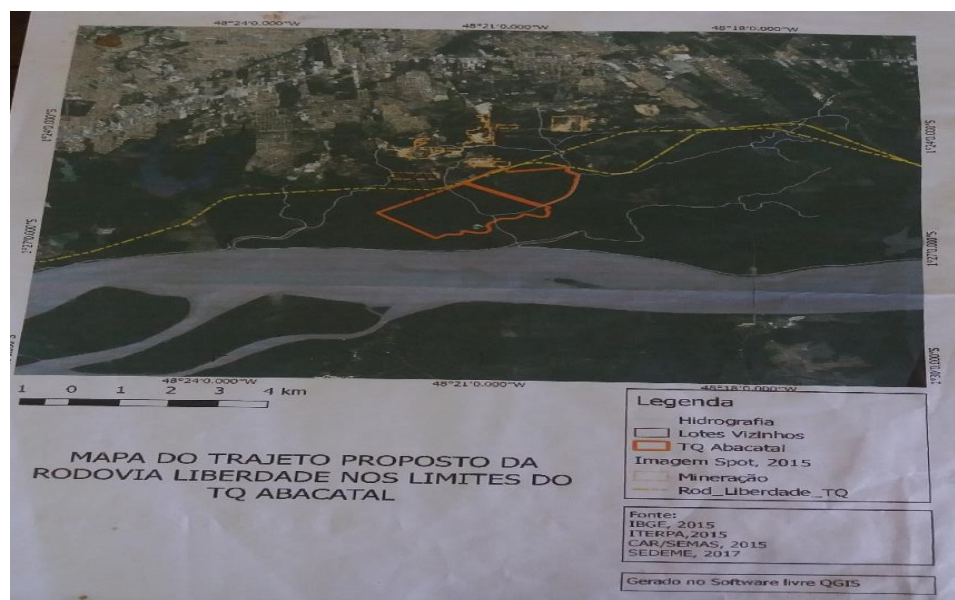 48°24'0.000"W 48°21'0.000"W 48°18'0.000"W
1°24'0.000"S 1°24'0.000"S
1°27'0.000"S 1°27'0.000"S
1°30'0.000"S
48°24'0.000"W 48°21'0.000"W 48°18'0.000"W
1 0 1 2 3 4 km
MAPA DO TRAJETO PROPOSTO DA
RODOVIA LIBERDADE NOS LIMITES DO
TQ ABACATAL
Legenda
Hidrografia
Lotes Vizinhos
TQ Abacatal
Imagem Spot, 2015
Mineração
Rod_Liberdade_TQ
Fonte:
IBGE, 2015
ITERPA,2015
CAR/SEMAS, 2015
SEDEME, 2017
Gerado no Software livre QGIS